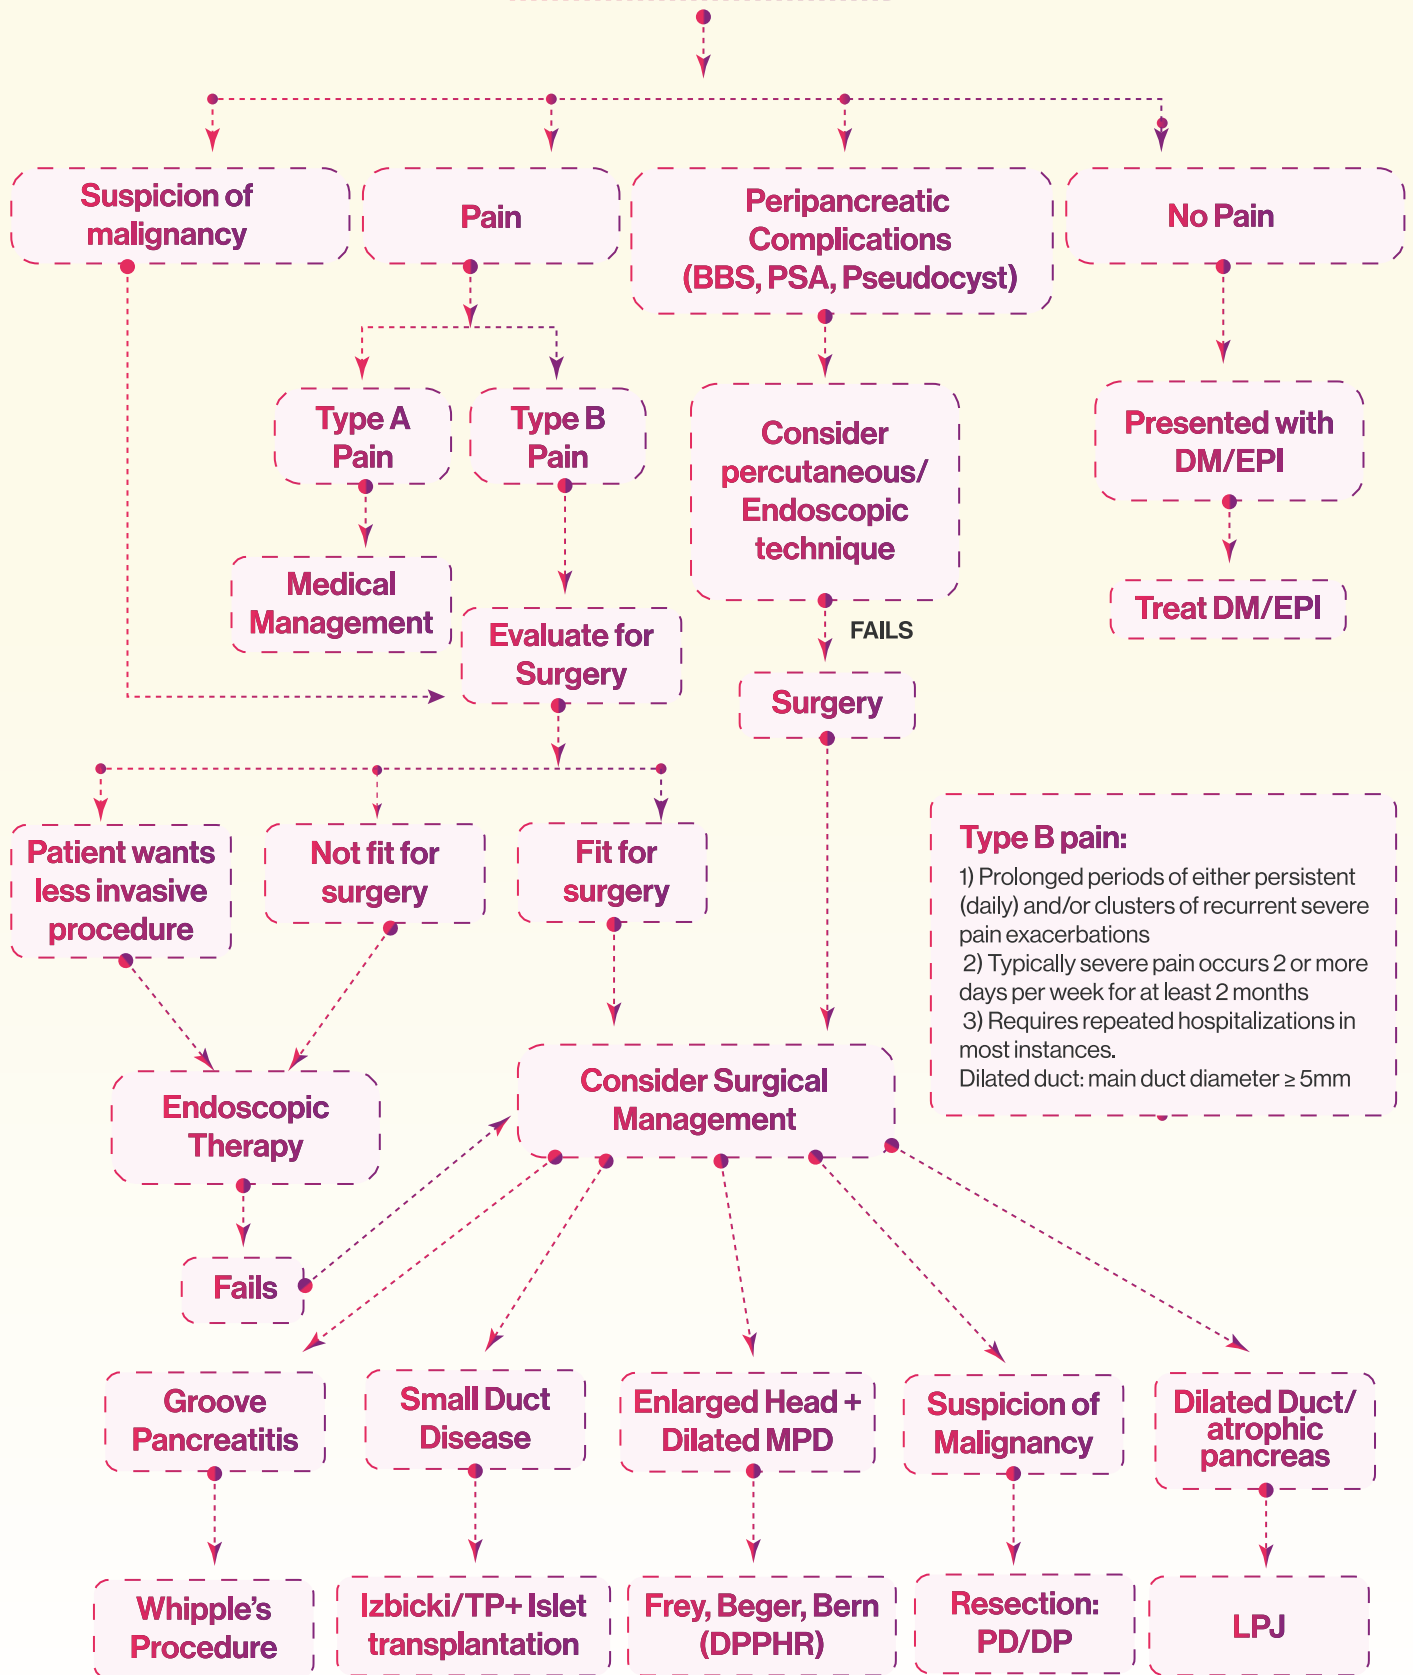 Suspicion of
malignancy
Pain
Peripancreatic
Complications
(BBS, PSA, Pseudocyst)
No Pain
Type A
Pain
Type B
Pain
Consider
percutaneous/
Endoscopic
technique
Presented with
DM/EPI
Medical
Management
Evaluate for
Surgery
FAILS
Treat DM/EPI
Surgery
Patient wants
less invasive
procedure
Not fit for
surgery
Fit for
surgery
Type B pain:
1) Prolonged periods of either persistent
(daily) and/or clusters of recurrent severe
pain exacerbations
2) Typically severe pain occurs 2 or more
days per week for at least 2 months
3) Requires repeated hospitalizations in
most instances.
Dilated duct: main duct diameter ≥ 5mm
Endoscopic
Therapy
Consider Surgical
Management
Fails
Groove
Pancreatitis
Small Duct
Disease
Enlarged Head +
Dilated MPD
Suspicion of
Malignancy
Dilated Duct/
atrophic
pancreas
Whipple's
Procedure
Izbicki/TP+ Islet
transplantation
Frey, Beger, Bern
(DPPHR)
Resection:
PD/DP
LPJ